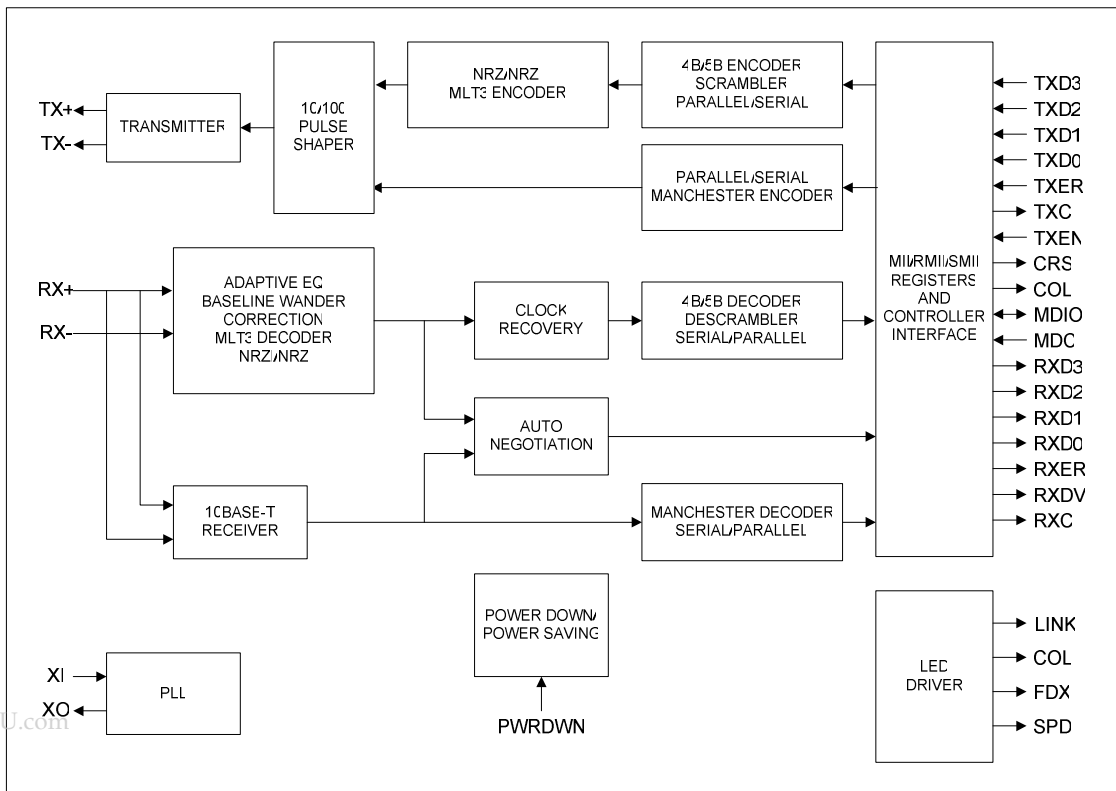 TX+
TX-
TRANSMITTER
10/100
PULSE
SHAPER
NRZ/NRZI
MLT3 ENCODER
4B/5B ENCODER
SCRAMBLER
PARALLEL/SERIAL
PARALLEL/SERIAL
MANCHESTER ENCODER
RX+
RX-
ADAPTIVE EQ
BASELINE WANDER
CORRECTION
MLT3 DECODER
NRZI/NRZ
CLOCK
RECOVERY
4B/5B DECODER
DESCRAMBLER
SERIAL/PARALLEL
AUTO
NEGOTIATION
10BASE-T
RECEIVER
MANCHESTER DECODER
SERIAL/PARALLEL
MII/RMII/SMII
REGISTERS
AND
CONTROLLER
INTERFACE
TXD3
TXD2
TXD1
TXD0
TXER
TXC
TXEN
CRS
COL
MDIO
MDC
RXD3
RXD2
RXD1
RXD0
RXER
RXDV
RXC
POWER DOWN/
POWER SAVING
PWRDWN
XI
XO
PLL
LED
DRIVER
LINK
COL
FDX
SPD
U.com